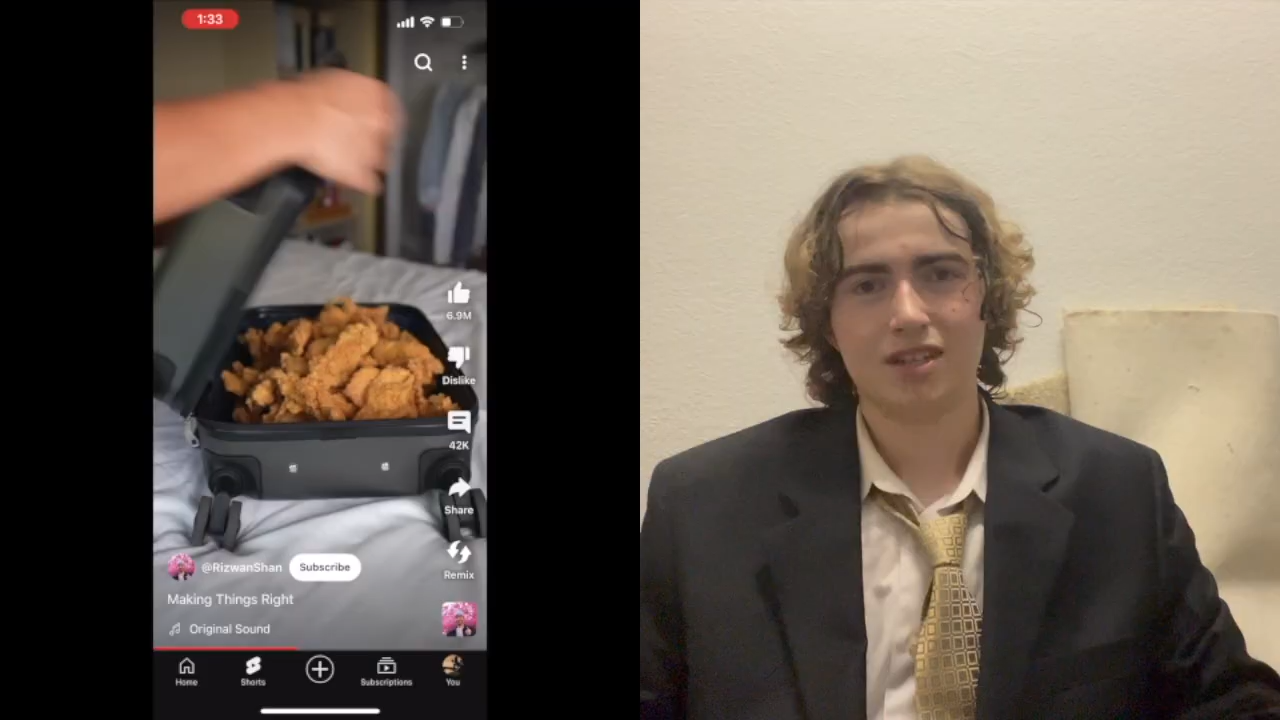 1:33
6.9M
Dislike
42K
Share
@RizwanShan Subscribe
Remix
Making Things Right
Original Sound
Home Shorts Subscriptions You